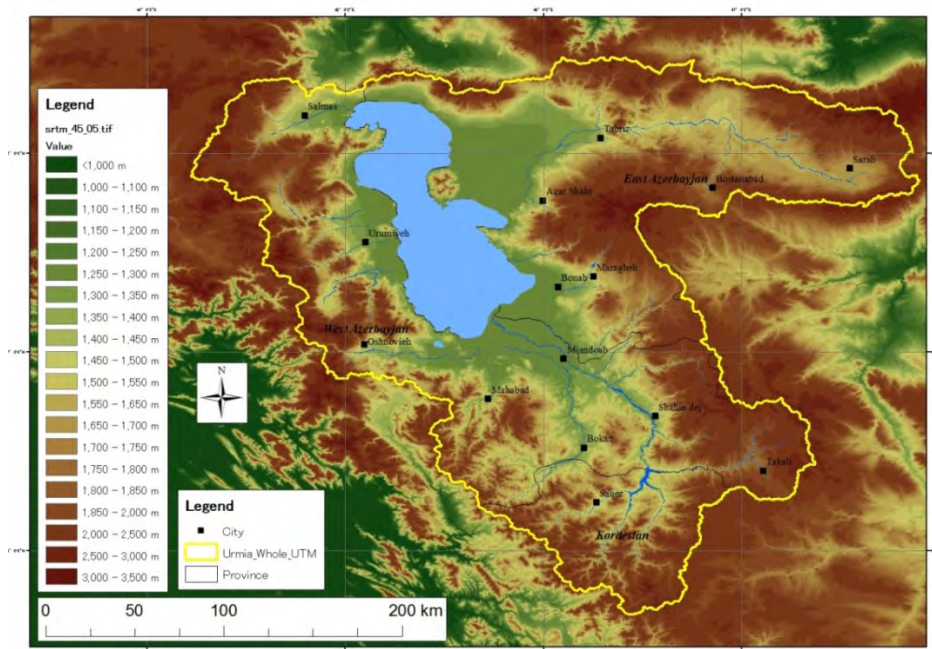 Legend
srtm_45_05.tif
Value
<1,000 m
1,000 – 1,100 m
1,100 – 1,150 m
1,150 – 1,200 m
1,200 – 1,250 m
1,250 – 1,300 m
1,300 – 1,350 m
1,350 – 1,400 m
1,400 – 1,450 m
1,450 – 1,500 m
1,500 – 1,550 m
1,550 – 1,650 m
1,650 – 1,700 m
1,700 – 1,750 m
1,750 – 1,800 m
1,800 – 1,850 m
1,850 – 2,000 m
2,000 – 2,500 m
2,500 – 3,000 m
3,000 – 3,500 m
Salmas
Tabriz
Sarab
East Azerbayjan
Bostanabad
Azar Shahr
Urumiyeh
Maragheh
Bonab
West Azerbayjan
Oshnovieh
Miandoab
N
Mahabad
Shahin dej
Bokan
Takab
Saqez
Kordestan
Legend
City
Urmia_Whole_UTM
Province
0 50 100 200 km